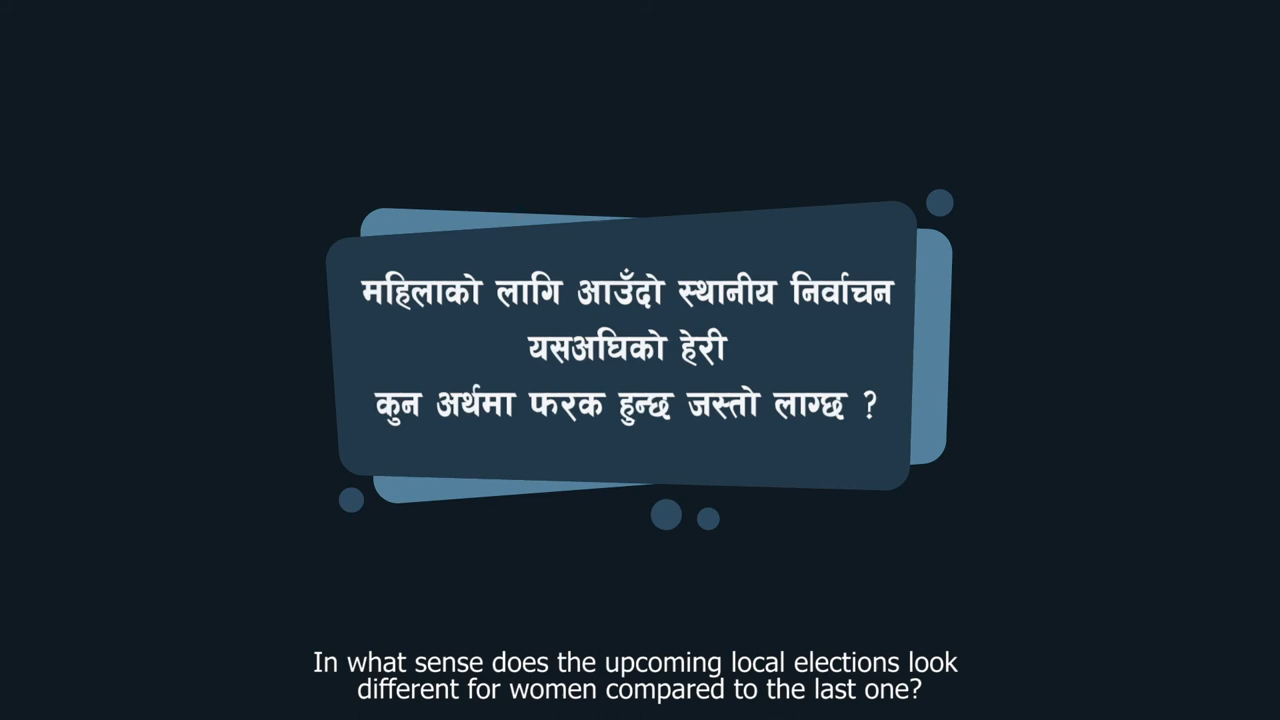 महिलाको लागि आउँदो स्थानीय निर्वाचन
यसअघिको हेरी
कुन अर्थमा फरक हुन्छ जस्तो लाग्छ ?
In what sense does the upcoming local elections look
different for women compared to the last one?